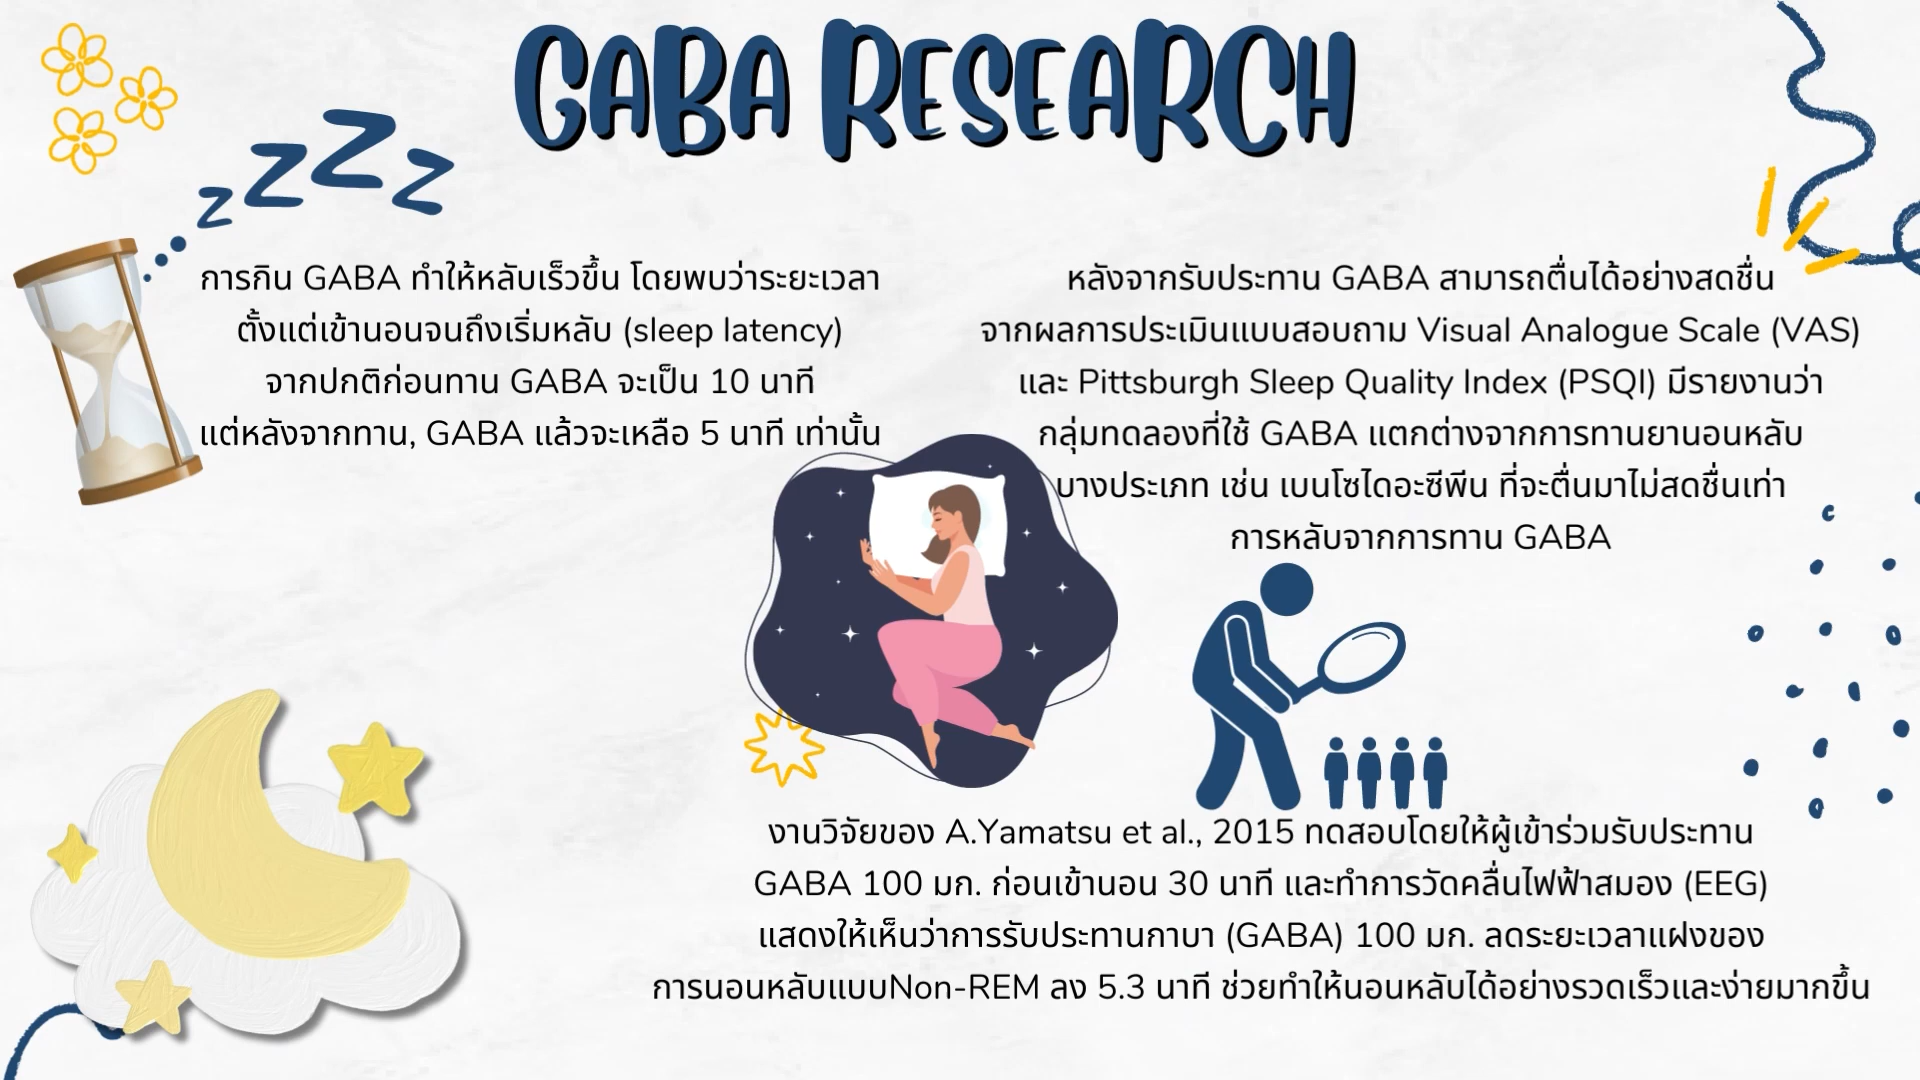 GABA RESEARCH
zZZZ
การกิน GABA ทำให้หลับเร็วขึ้น โดยพบว่าระยะเวลา
ตั้งแต่เข้านอนจนถึงเริ่มหลับ (sleep latency)
จากปกติก่อนทาน GABA จะเป็น 10 นาที
แต่หลังจากทาน, GABA แล้วจะเหลือ 5 นาที เท่านั้น
หลังจากรับประทาน GABA สามารถตื่นได้อย่างสดชื่น
จากผลการประเมินแบบสอบถาม Visual Analogue Scale (VAS)
และ Pittsburgh Sleep Quality Index (PSQI) มีรายงานว่า
กลุ่มทดลองที่ใช้ GABA แตกต่างจากการทานยานอนหลับ
บางประเภท เช่น เบนโซไดอะซีพีน ที่จะตื่นมาไม่สดชื่นเท่า
การหลับจากการทาน GABA
งานวิจัยของ A.Yamatsu et al., 2015 ทดสอบโดยให้ผู้เข้าร่วมรับประทาน
GABA 100 มก. ก่อนเข้านอน 30 นาที และทำการวัดคลื่นไฟฟ้าสมอง (EEG)
แสดงให้เห็นว่าการรับประทานกาบา (GABA) 100 มก. ลดระยะเวลาแฝงของ
การนอนหลับแบบNon-REM ลง 5.3 นาที ช่วยทำให้นอนหลับได้อย่างรวดเร็วและง่ายมากขึ้น